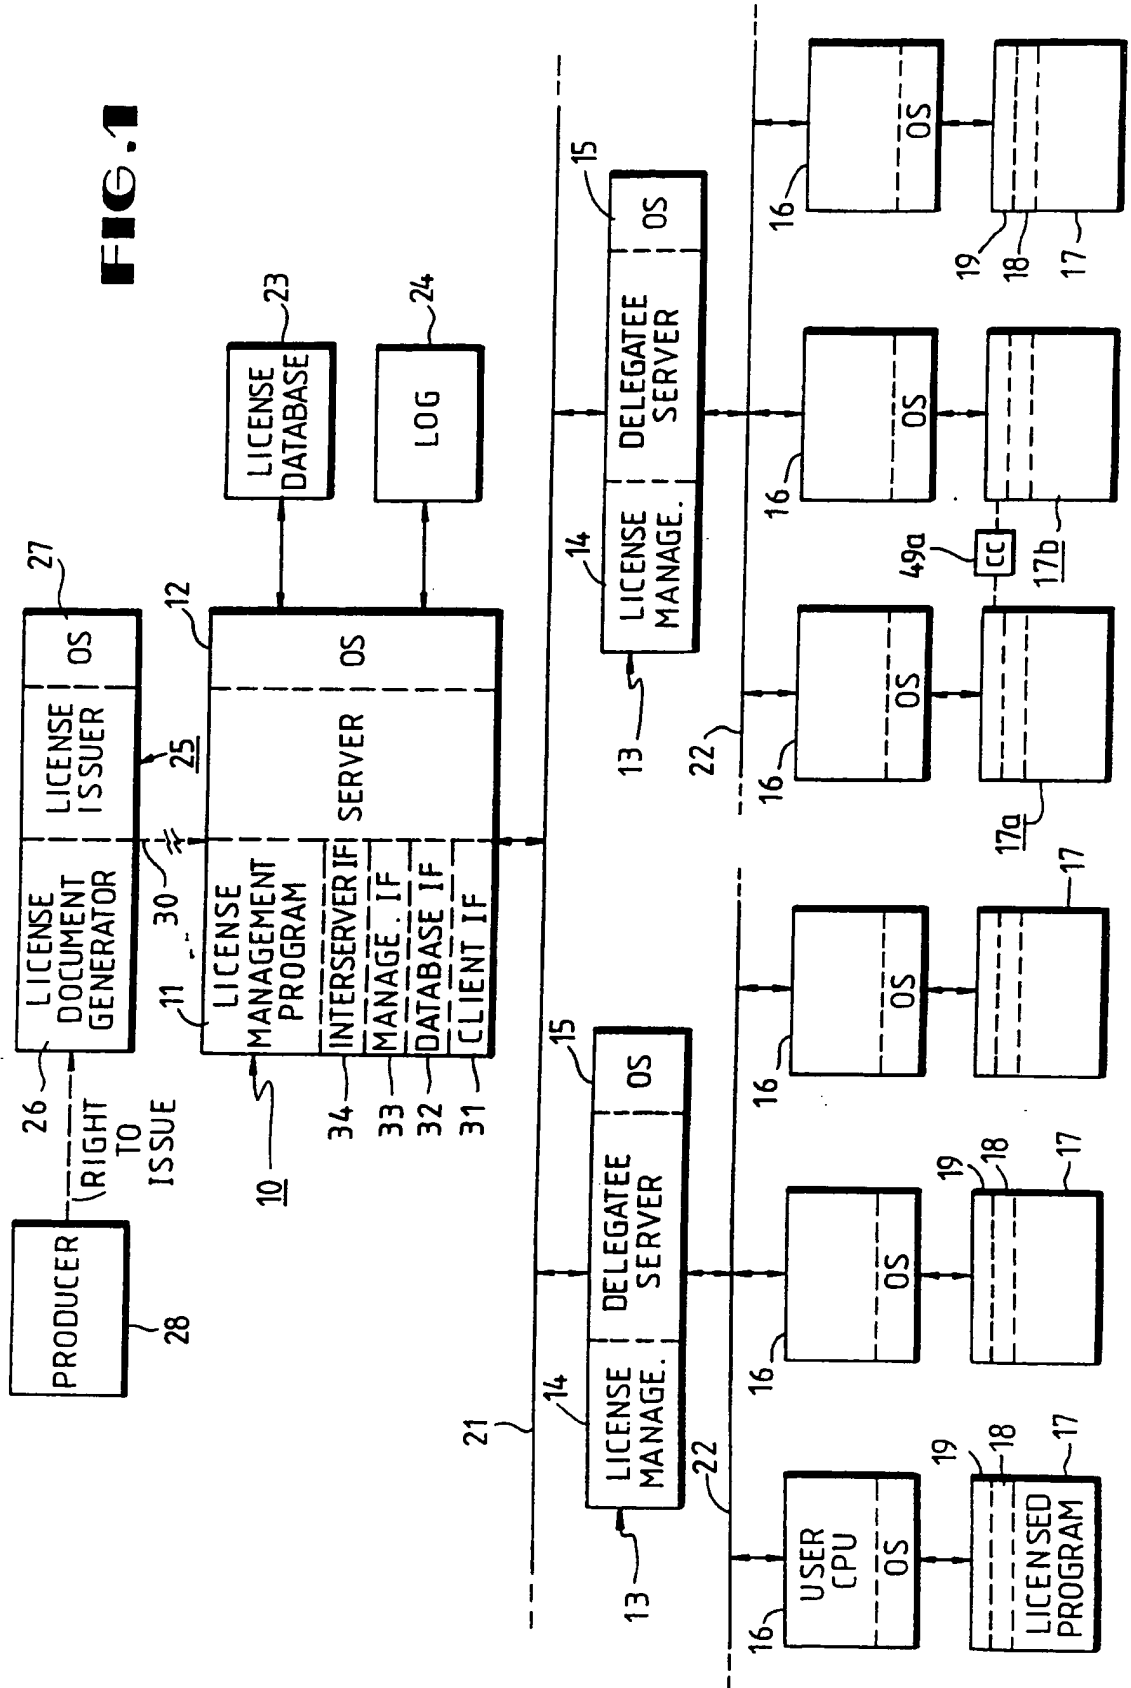 FIG.1
PRODUCER
28
(RIGHT
TO
ISSUE
26
LICENSE
DOCUMENT
GENERATOR
LICENSE
ISSUER
OS
27
25
30
10
11
LICENSE
MANAGEMENT
PROGRAM
INTERSERVER IF
MANAGE. IF
DATABASE IF
CLIENT IF
34
33
32
31
SERVER
OS
12
LICENSE
DATABASE
23
LOG
24
21
13
14
LICENSE
MANAGE.
DELEGATEE
SERVER
OS
15
13
14
LICENSE
MANAGE.
DELEGATEE
SERVER
OS
15
22
22
16
USER
CPU
OS
16
OS
16
OS
16
OS
16
OS
16
OS
19
18
17
LICENSED
PROGRAM
19
18
17
17
17a
49a
CC
17b
19
18
17